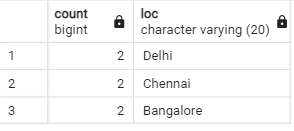 count loc
bigint character varying (20)
1 2 Delhi
2 2 Chennai
3 2 Bangalore